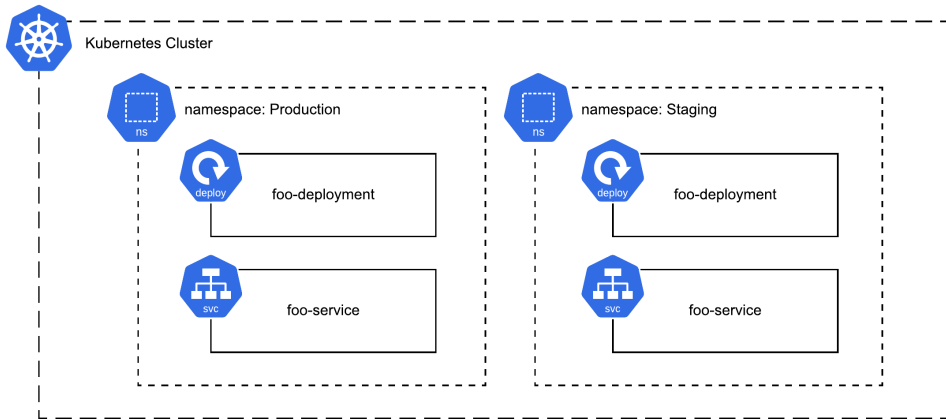 Kubernetes Cluster
namespace: Production
ns
deploy
foo-deployment
svc
foo-service
namespace: Staging
ns
deploy
foo-deployment
svc
foo-service